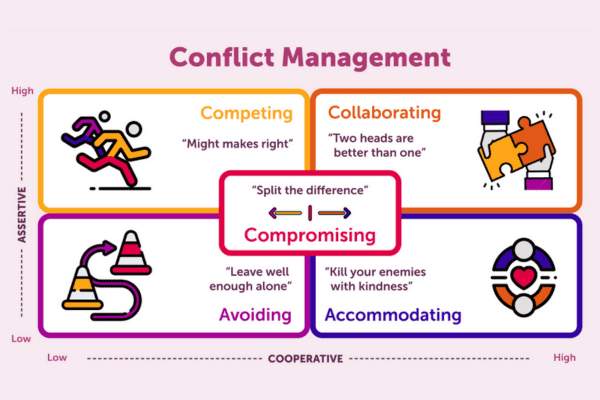 Conflict Management
High
Competing
“Might makes right”
Collaborating
“Two heads are
better than one”
“Split the difference”
Compromising
ASSERTIVE
“Leave well
enough alone”
Avoiding
“Kill your enemies
with kindness”
Accommodating
Low
Low
COOPERATIVE
High